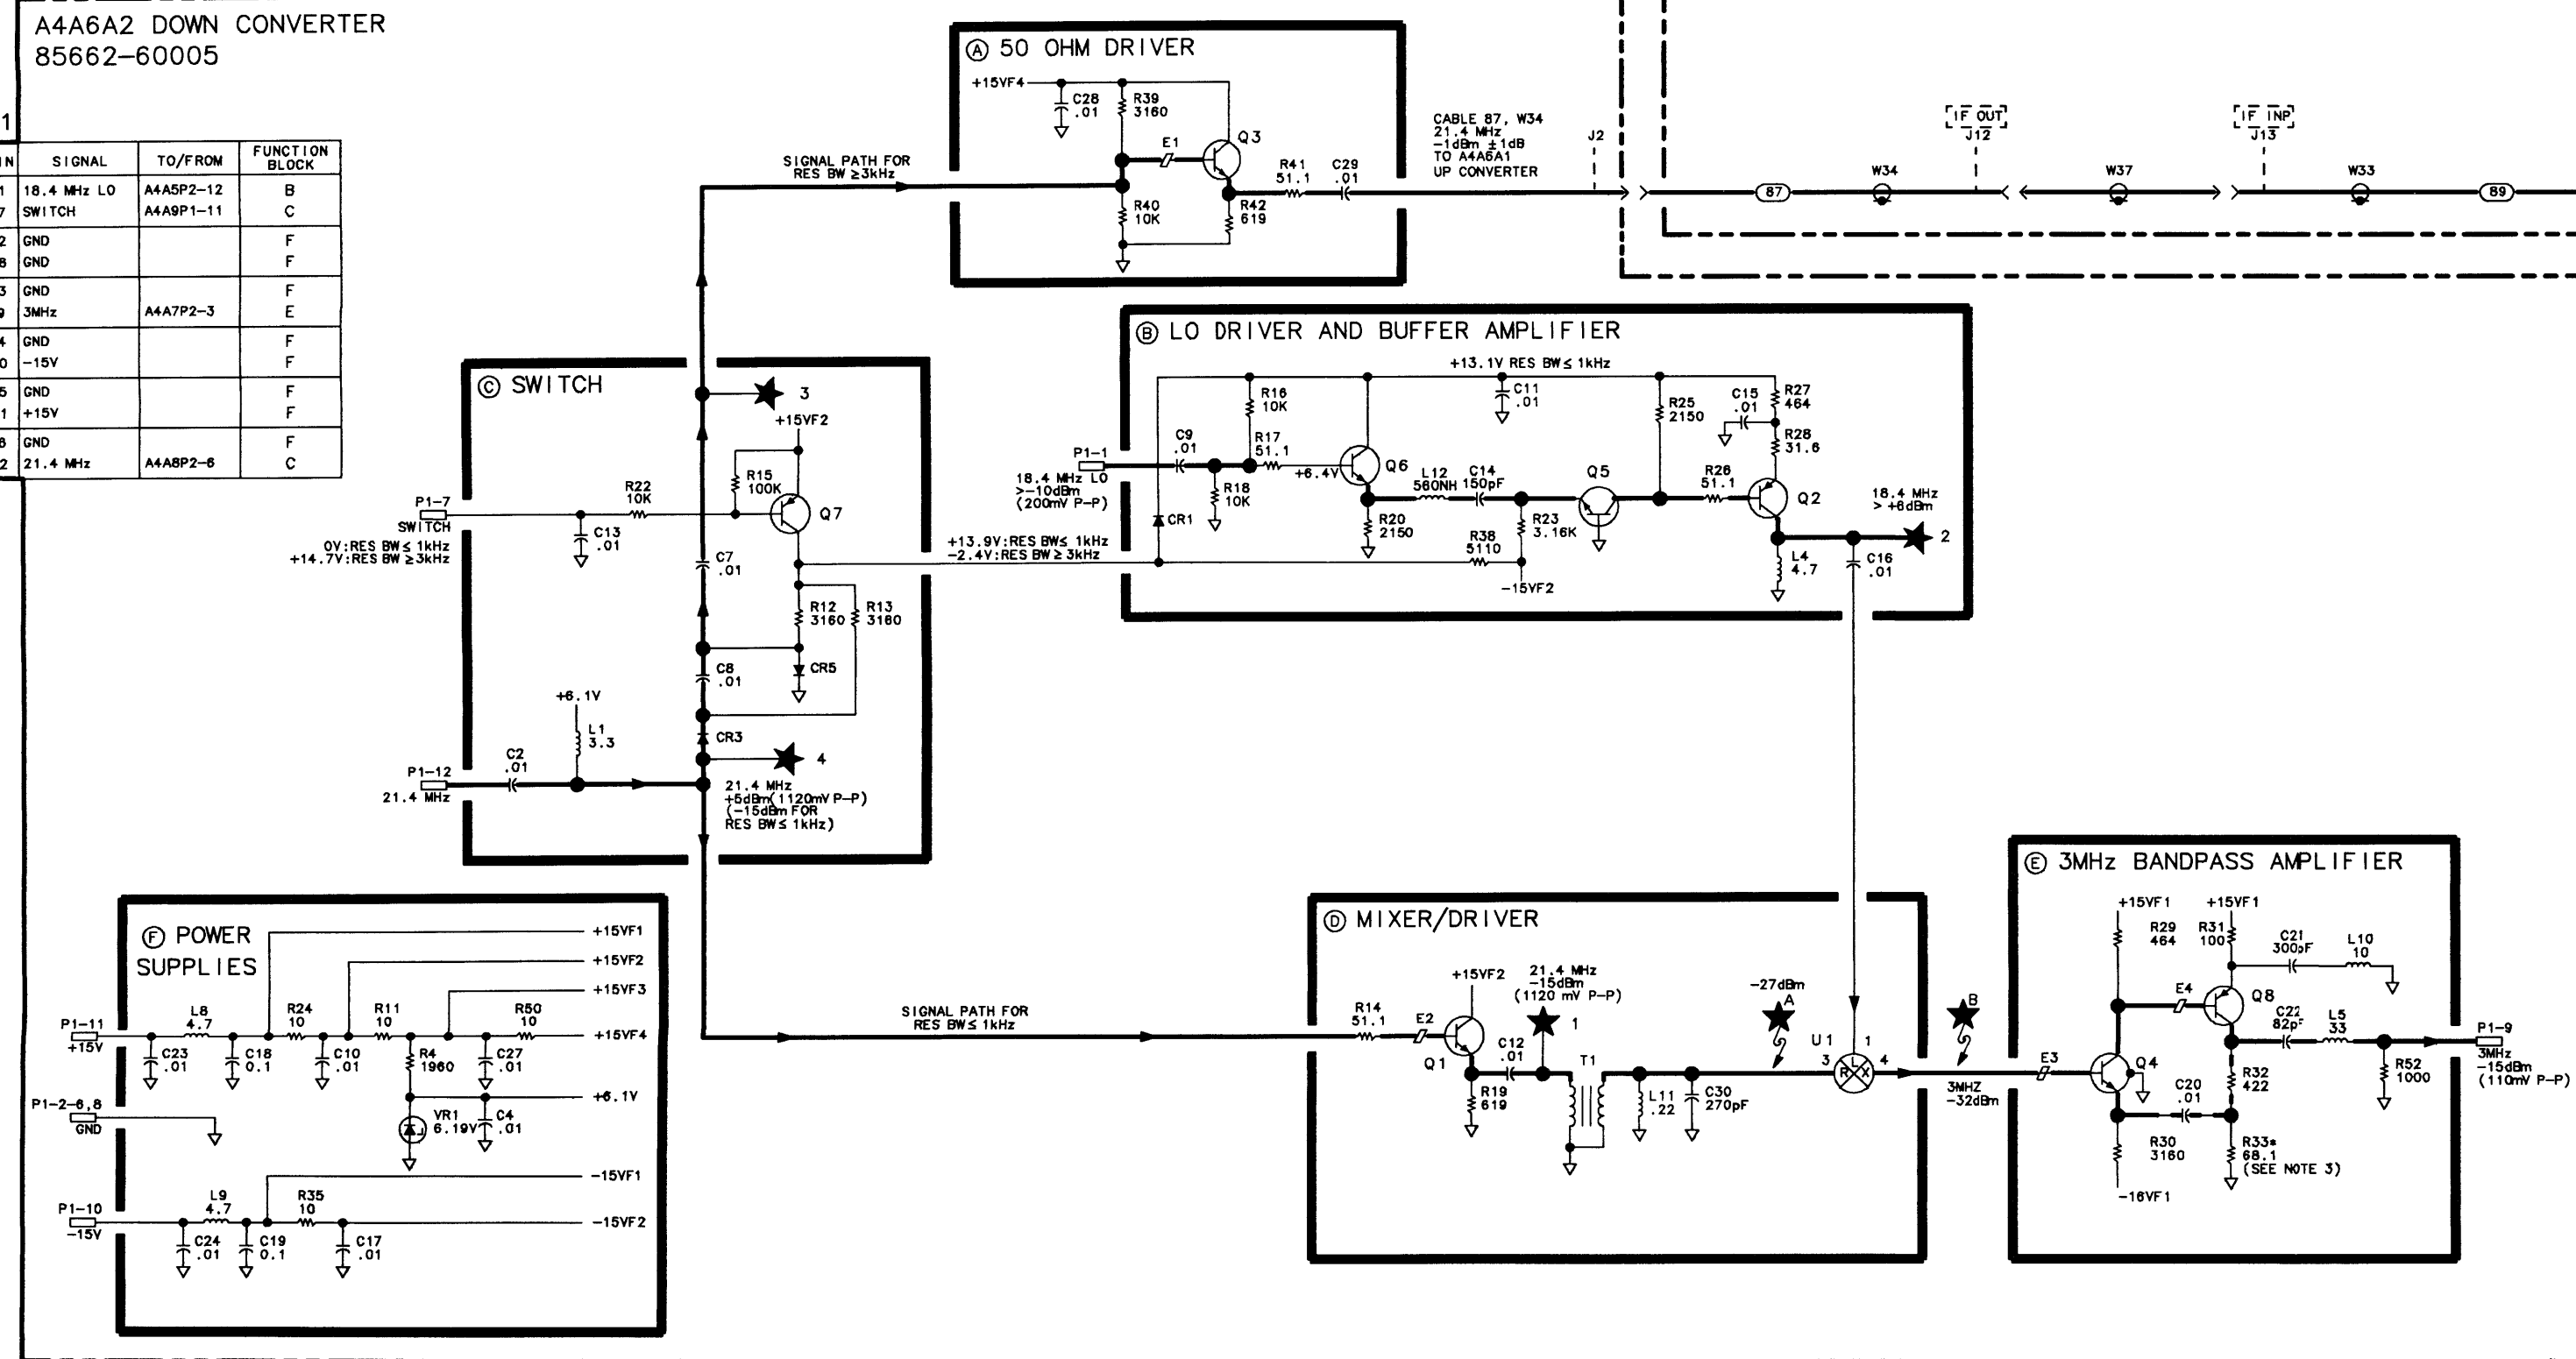 A4A6A2 DOWN CONVERTER
85662-60005
1
IN SIGNAL TO/FROM FUNCTION BLOCK
1 18.4 MHz LO A4A5P2-12 B
7 SWITCH A4A9P1-11 C
2 GND F
8 GND F
3 GND F
9 3MHz A4A7P2-3 E
4 GND F
0 -15V F
5 GND F
1 +15V F
6 GND F
2 21.4 MHz A4A8P2-6 C
A 50 OHM DRIVER
+15VF4
C28
.01
R39
3160
E1
Q3
R40
10K
R42
619
R41
51.1
C29
.01
SIGNAL PATH FOR
RES BW ≥3kHz
CABLE 87, W34
21.4 MHz
-1dBm ±1dB
TO A4A6A1
UP CONVERTER
J2
87
W34
IF OUT
J12
W37
IF INP
J13
W33
89
B LO DRIVER AND BUFFER AMPLIFIER
+13.1V RES BW≤ 1kHz
R16
10K
C11
.01
R25
2150
C15
.01
R27
464
R28
31.6
P1-1
18.4 MHz LO
>-10dBm
(200mV P-P)
C9
.01
R17
51.1
+6.4V
Q6
R18
10K
CR1
L12
560NH
C14
150pF
Q5
R26
51.1
Q2
18.4 MHz
> +6dBm
2
R20
2150
R23
3.16K
R38
5110
-15VF2
L4
4.7
C16
.01
+13.9V:RES BW≤ 1kHz
-2.4V:RES BW≥ 3kHz
C SWITCH
3
+15VF2
R15
100K
R22
10K
Q7
P1-7
SWITCH
0V:RES BW≤ 1kHz
+14.7V:RES BW≥3kHz
C13
.01
C7
.01
R12
3160
R13
3160
C8
.01
CR5
+6.1V
L1
3.3
CR3
4
C2
.01
P1-12
21.4 MHz
21.4 MHz
+5dBm(1120mV P-P)
(-15dBm FOR
RES BW≤ 1kHz)
F POWER
SUPPLIES
+15VF1
+15VF2
+15VF3
+15VF4
P1-11
+15V
L8
4.7
R24
10
R11
10
R50
10
C23
.01
C18
0.1
C10
.01
R4
1960
C27
.01
+6.1V
P1-2-6,8
GND
VR1
6.19V
C4
.01
-15VF1
P1-10
-15V
L9
4.7
R35
10
-15VF2
C24
.01
C19
0.1
C17
.01
SIGNAL PATH FOR
RES BW≤ 1kHz
D MIXER/DRIVER
+15VF2
21.4 MHz
-15dBm
(1120 mV P-P)
1
R14
51.1
E2
Q1
C12
.01
T1
R19
619
L11
.22
C30
270pF
-27dBm
A
U1
1
3
L
R
X
4
B
3MHZ
-32dBm
E 3MHz BANDPASS AMPLIFIER
+15VF1
+15VF1
R29
464
R31
100
C21
300pF
L10
10
E4
Q8
C22
82pF
L5
33
P1-9
3MHz
-15dBm
(110mV P-P)
E3
Q4
R32
422
R52
1000
C20
.01
R30
3160
R33*
68.1
(SEE NOTE 3)
-16VF1